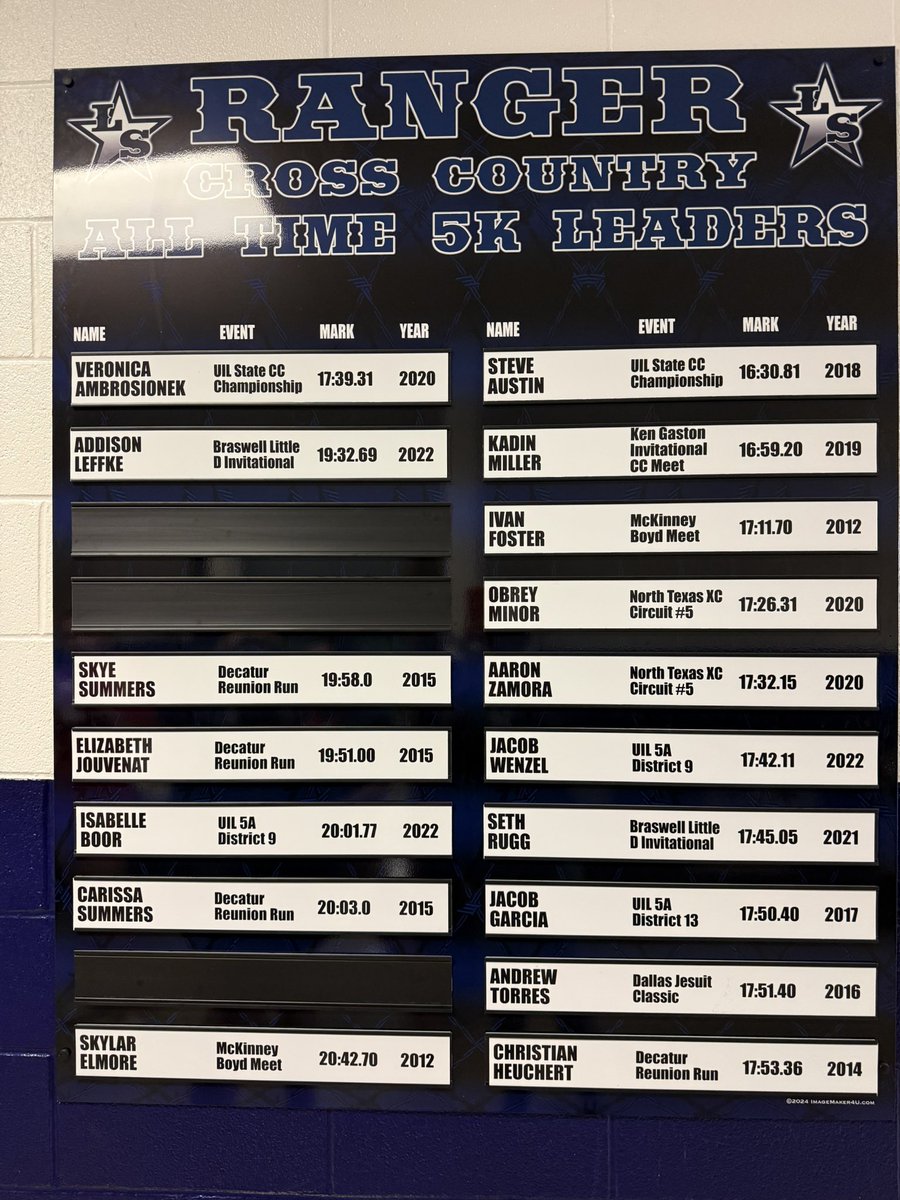 LS
LS
RANGER
CROSS COUNTRY
ALL TIME 5K LEADERS
NAME EVENT MARK YEAR
VERONICA AMBROSIONEK UIL State CC Championship 17:39.31 2020
ADDISON LEFFKE Braswell Little D Invitational 19:32.69 2022
SKYE SUMMERS Decatur Reunion Run 19:58.0 2015
ELIZABETH JOUVENAT Decatur Reunion Run 19:51.00 2015
ISABELLE BOOR UIL 5A District 9 20:01.77 2022
CARISSA SUMMERS Decatur Reunion Run 20:03.0 2015
SKYLAR ELMORE McKinney Boyd Meet 20:42.70 2012
NAME EVENT MARK YEAR
STEVE AUSTIN UIL State CC Championship 16:30.81 2018
KADIN MILLER Ken Gaston Invitational CC Meet 16:59.20 2019
IVAN FOSTER McKinney Boyd Meet 17:11.70 2012
OBREY MINOR North Texas XC Circuit #5 17:26.31 2020
AARON ZAMORA North Texas XC Circuit #5 17:32.15 2020
JACOB WENZEL UIL 5A District 9 17:42.11 2022
SETH RUGG Braswell Little D Invitational 17:45.05 2021
JACOB GARCIA UIL 5A District 13 17:50.40 2017
ANDREW TORRES Dallas Jesuit Classic 17:51.40 2016
CHRISTIAN HEUCHERT Decatur Reunion Run 17:53.36 2014
©2024 IMAGEMAKER4U.COM